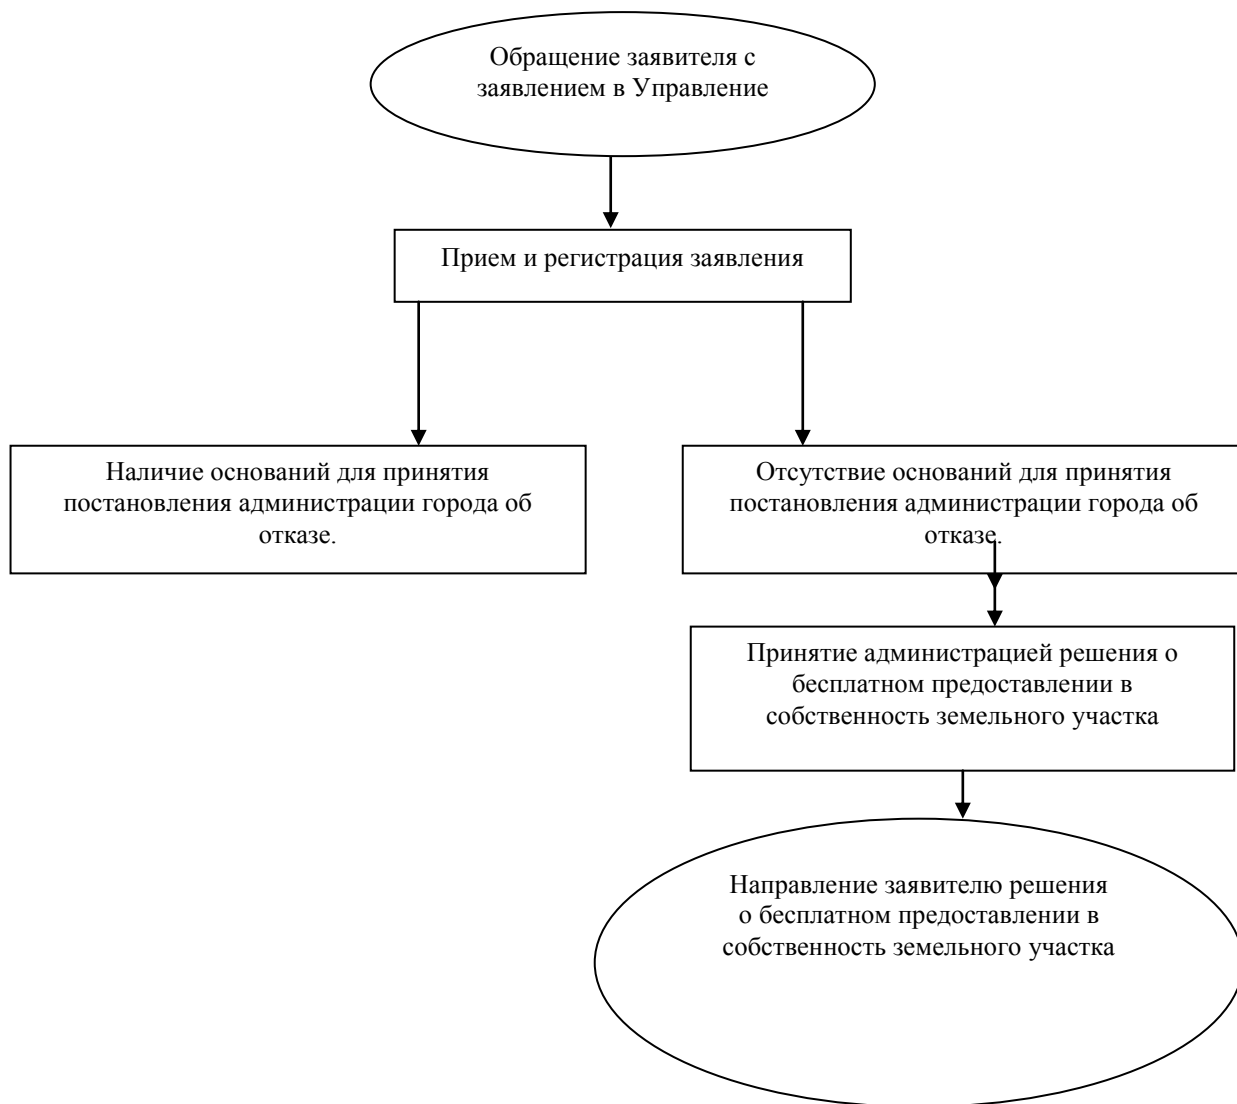 Обращение заявителя с
заявлением в Управление
Прием и регистрация заявления
Наличие оснований для принятия
постановления администрации города об
отказе.
Отсутствие оснований для принятия
постановления администрации города об
отказе.
Принятие администрацией решения о
бесплатном предоставлении в
собственность земельного участка
Направление заявителю решения
о бесплатном предоставлении в
собственность земельного участка